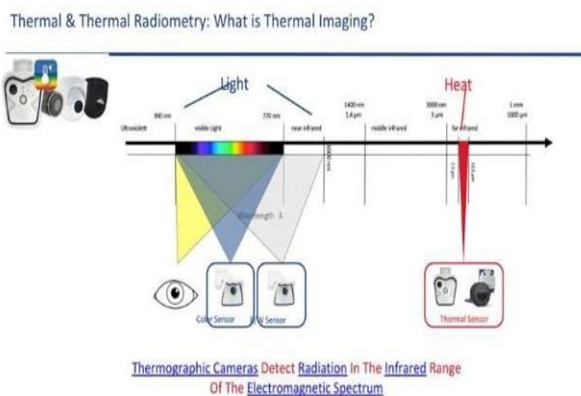 Thermal & Thermal Radiometry: What is Thermal Imaging?
Light
Heat
380 nm
770 nm
1400 nm
1,4 µm
3000 nm
3 µm
1 mm
1000 µm
Ultraviolet
visible Light
near infrared
middle infrared
far infrared
Wavelength λ
Color Sensor
B/W Sensor
Thermal Sensor
Thermographic Cameras Detect Radiation In The Infrared Range
Of The Electromagnetic Spectrum